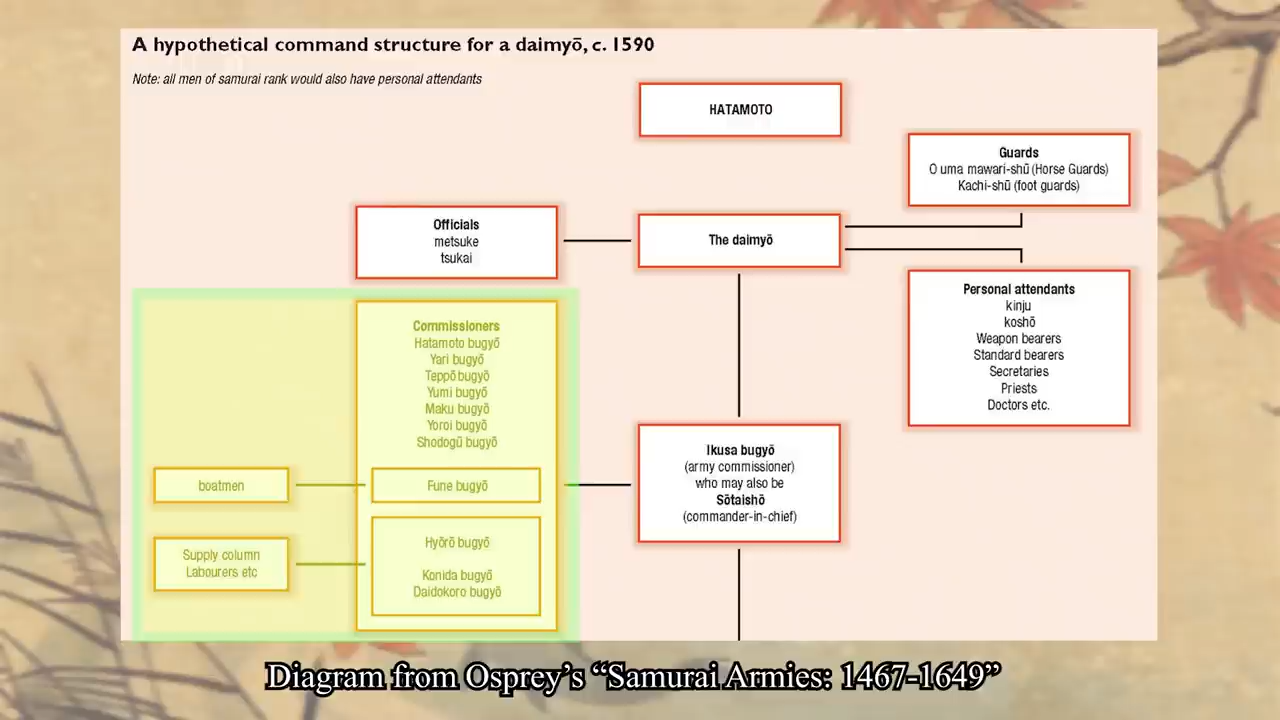 A hypothetical command structure for a daimyō, c. 1590
Note: all men of samurai rank would also have personal attendants
HATAMOTO
Guards
O uma mawari-shū (Horse Guards)
Kachi-shū (foot guards)
Officials
metsuke
tsukai
The daimyō
Personal attendants
kinju
koshō
Weapon bearers
Standard bearers
Secretaries
Priests
Doctors etc.
Commissioners
Hatamoto bugyō
Yari bugyō
Teppō bugyō
Yumi bugyō
Maku bugyō
Yoroi bugyō
Shodogū bugyō
boatmen
Fune bugyō
Ikusa bugyō
(army commissioner)
who may also be
Sōtaishō
(commander-in-chief)
Supply column
Labourers etc
Hyōrō bugyō
Konida bugyō
Daidokoro bugyō
Diagram from Osprey's “Samurai Armies: 1467-1649”